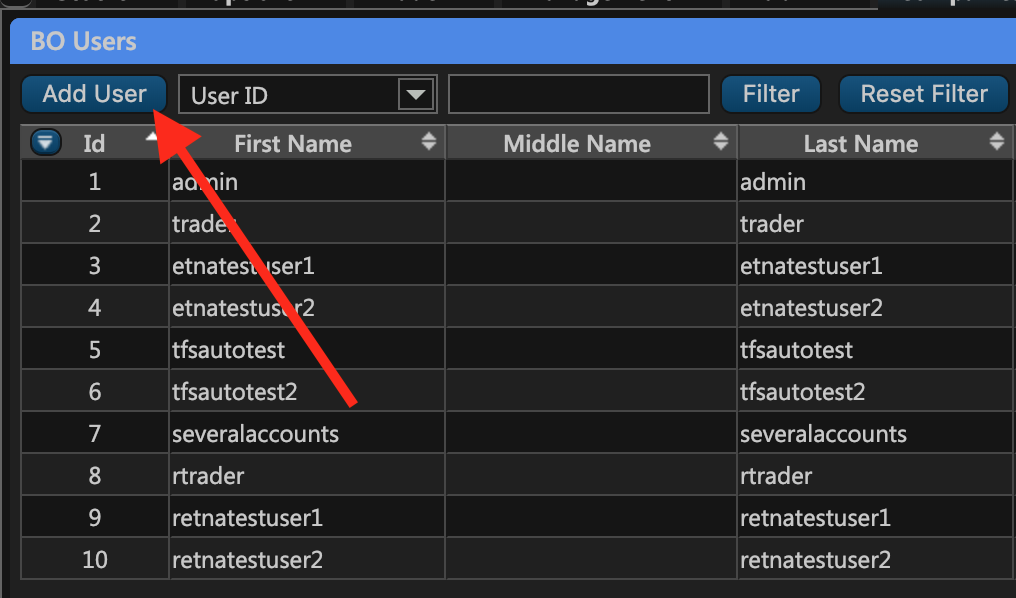 BO Users
Add User User ID Filter Reset Filter
Id First Name Middle Name Last Name
1 admin admin
2 trader trader
3 etnatestuser1 etnatestuser1
4 etnatestuser2 etnatestuser2
5 tfsautotest tfsautotest
6 tfsautotest2 tfsautotest2
7 severalaccounts severalaccounts
8 rtrader rtrader
9 retnatestuser1 retnatestuser1
10 retnatestuser2 retnatestuser2